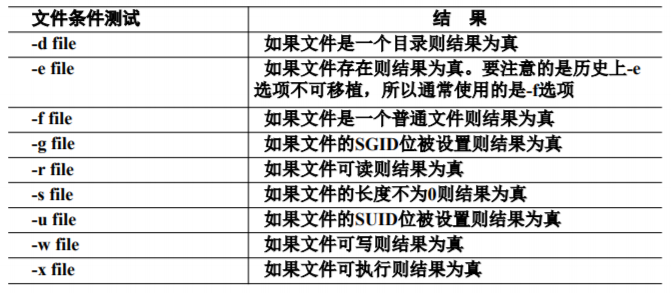 文件条件测试 结 果
-d file 如果文件是一个目录则结果为真
-e file 如果文件存在则结果为真。要注意的是历史上-e
选项不可移植，所以通常使用的是-f选项
-f file 如果文件是一个普通文件则结果为真
-g file 如果文件的SGID位被设置则结果为真
-r file 如果文件可读则结果为真
-s file 如果文件的长度不为0则结果为真
-u file 如果文件的SUID位被设置则结果为真
-w file 如果文件可写则结果为真
-x file 如果文件可执行则结果为真